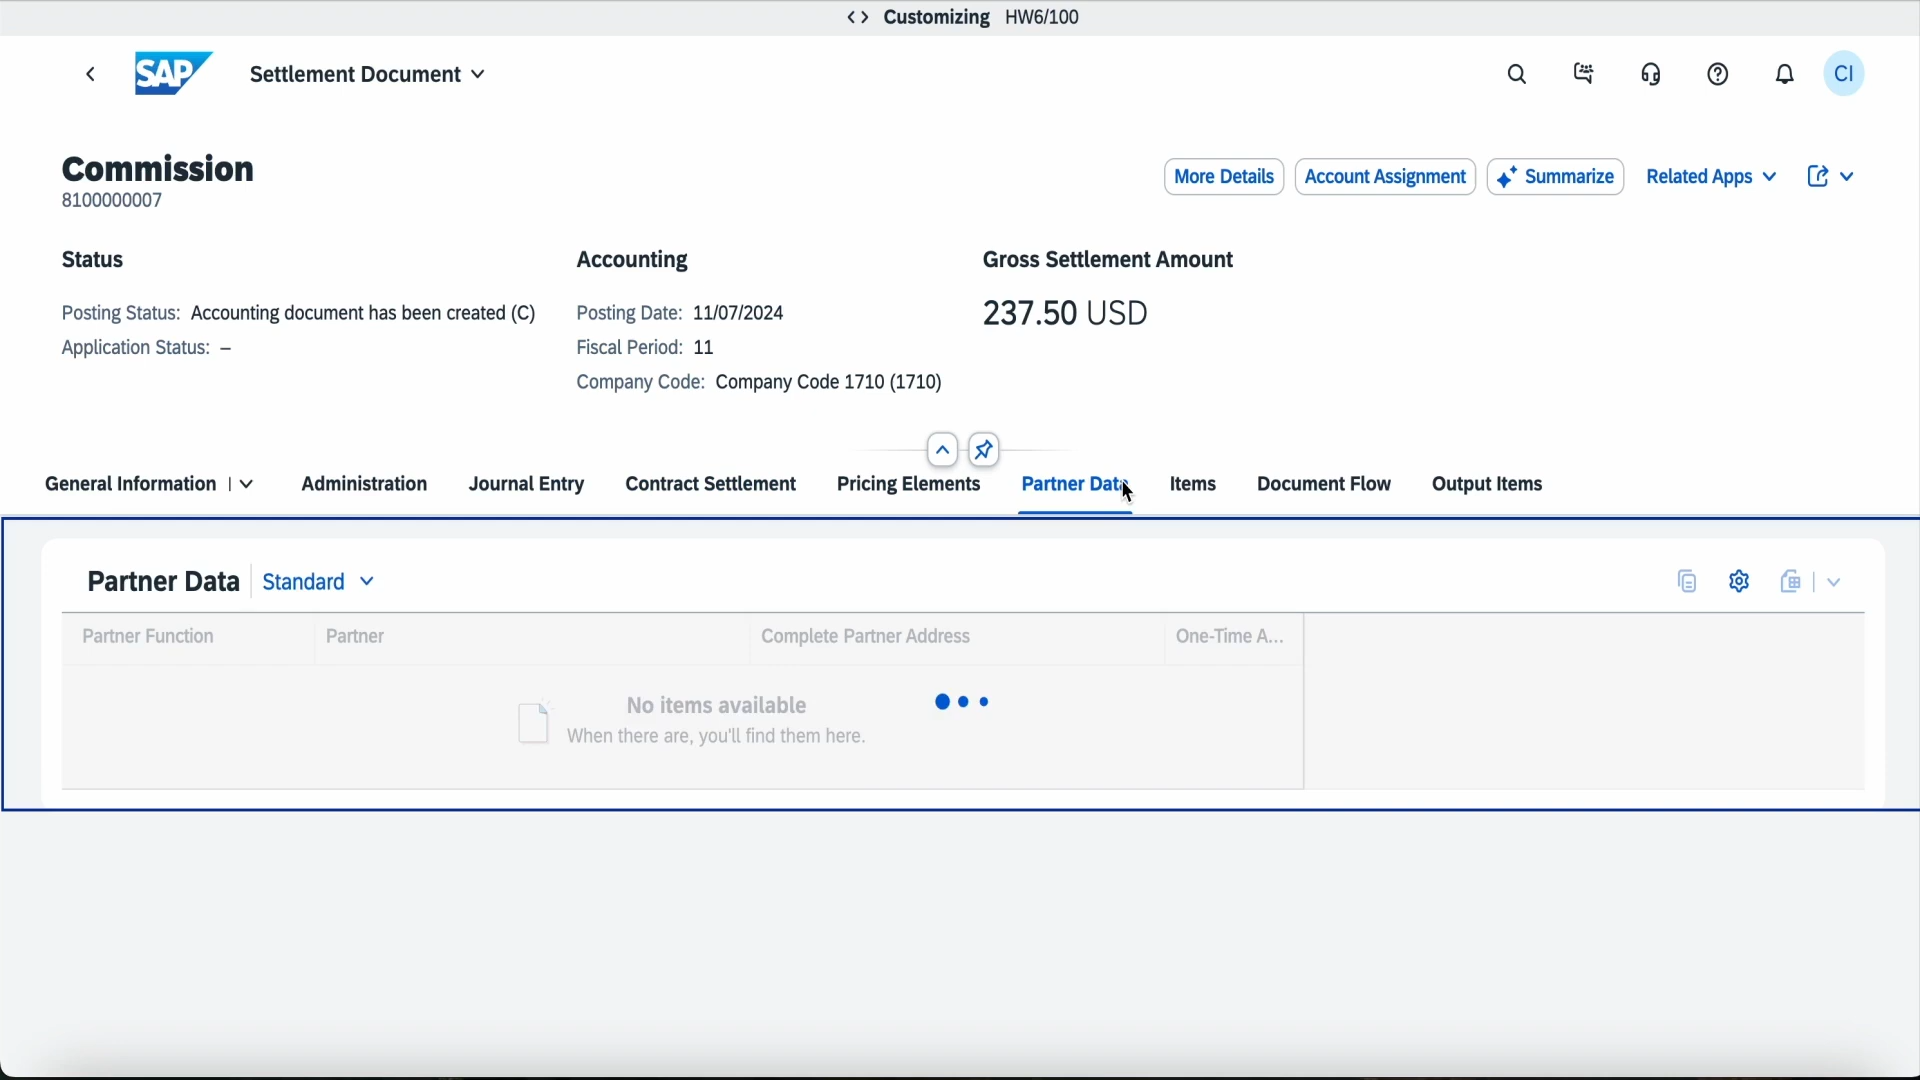 Customizing HW6/100
SAP Settlement Document CI
Commission
8100000007
More Details Account Assignment Summarize Related Apps
Status Accounting Gross Settlement Amount
Posting Status: Accounting document has been created (C) Posting Date: 11/07/2024 237.50 USD
Application Status: – Fiscal Period: 11
Company Code: Company Code 1710 (1710)
General Information Administration Journal Entry Contract Settlement Pricing Elements Partner Data Items Document Flow Output Items
Partner Data Standard
Partner Function Partner Complete Partner Address One-Time A...
No items available
When there are, you'll find them here.